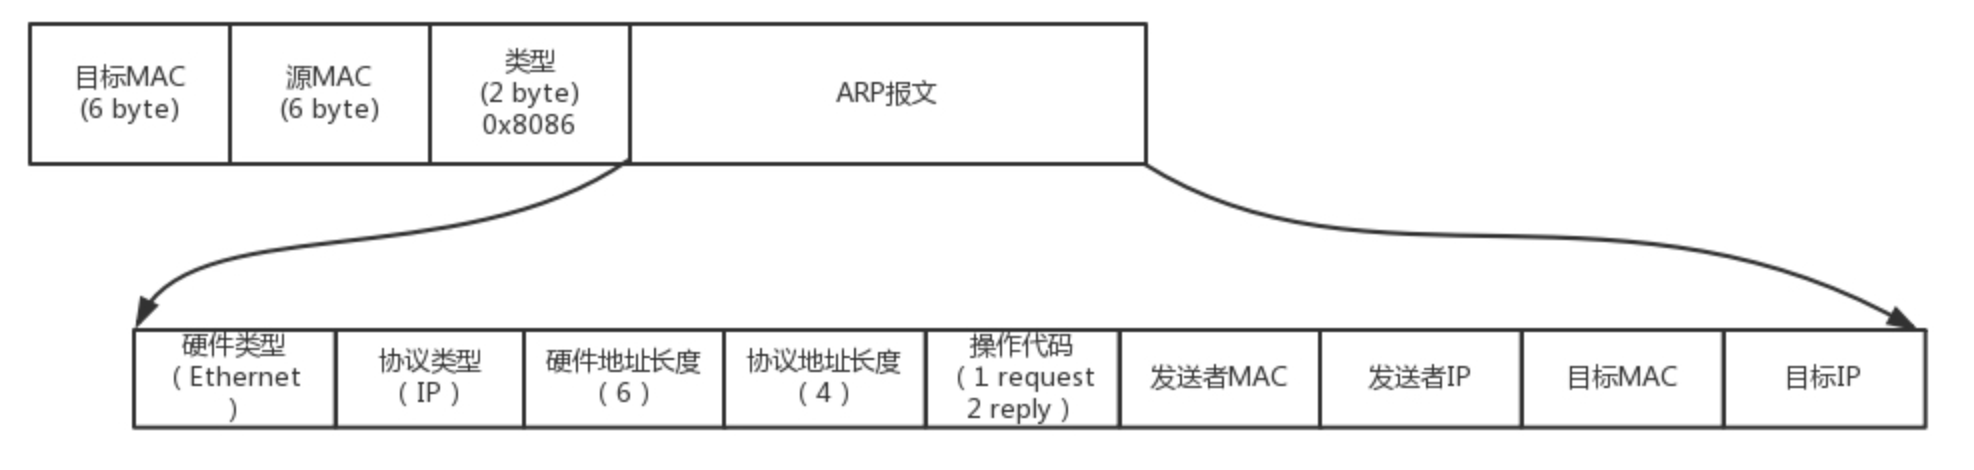 目标MAC
(6 byte)
源MAC
(6 byte)
类型
(2 byte)
0x8086
ARP报文
硬件类型
（Ethernet
）
协议类型
（IP）
硬件地址长度
（6）
协议地址长度
（4）
操作代码
（1 request
2 reply）
发送者MAC
发送者IP
目标MAC
目标IP